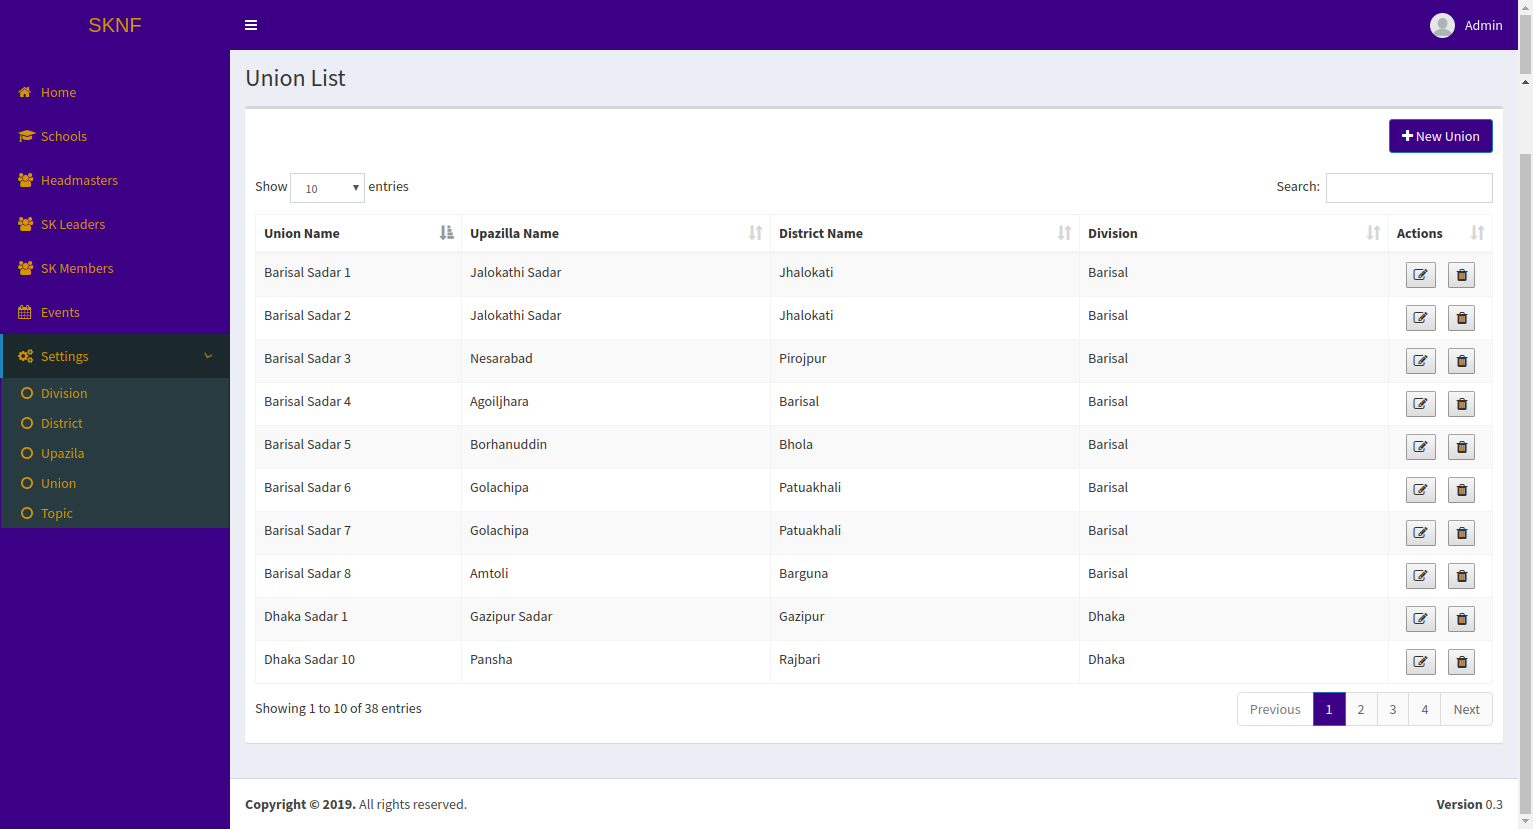 SKNF
Admin
Home
Schools
Headmasters
SK Leaders
SK Members
Events
Settings
Division
District
Upazila
Union
Topic
Union List
New Union
Show 10 entries
Search:
Union Name Upazilla Name District Name Division Actions
Barisal Sadar 1 Jalokathi Sadar Jhalokati Barisal
Barisal Sadar 2 Jalokathi Sadar Jhalokati Barisal
Barisal Sadar 3 Nesarabad Pirojpur Barisal
Barisal Sadar 4 Agoiljhara Barisal Barisal
Barisal Sadar 5 Borhanuddin Bhola Barisal
Barisal Sadar 6 Golachipa Patuakhali Barisal
Barisal Sadar 7 Golachipa Patuakhali Barisal
Barisal Sadar 8 Amtoli Barguna Barisal
Dhaka Sadar 1 Gazipur Sadar Gazipur Dhaka
Dhaka Sadar 10 Pansha Rajbari Dhaka
Showing 1 to 10 of 38 entries
Previous 1 2 3 4 Next
Copyright © 2019. All rights reserved.
Version 0.3